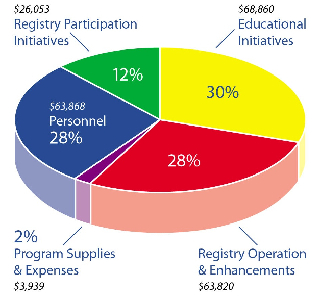 $26,053
Registry Participation
Initiatives
$68,860
Educational
Initiatives
12%
30%
$63,868
Personnel
28%
28%
2%
Program Supplies
& Expenses
$3,939
Registry Operation
& Enhancements
$63,820